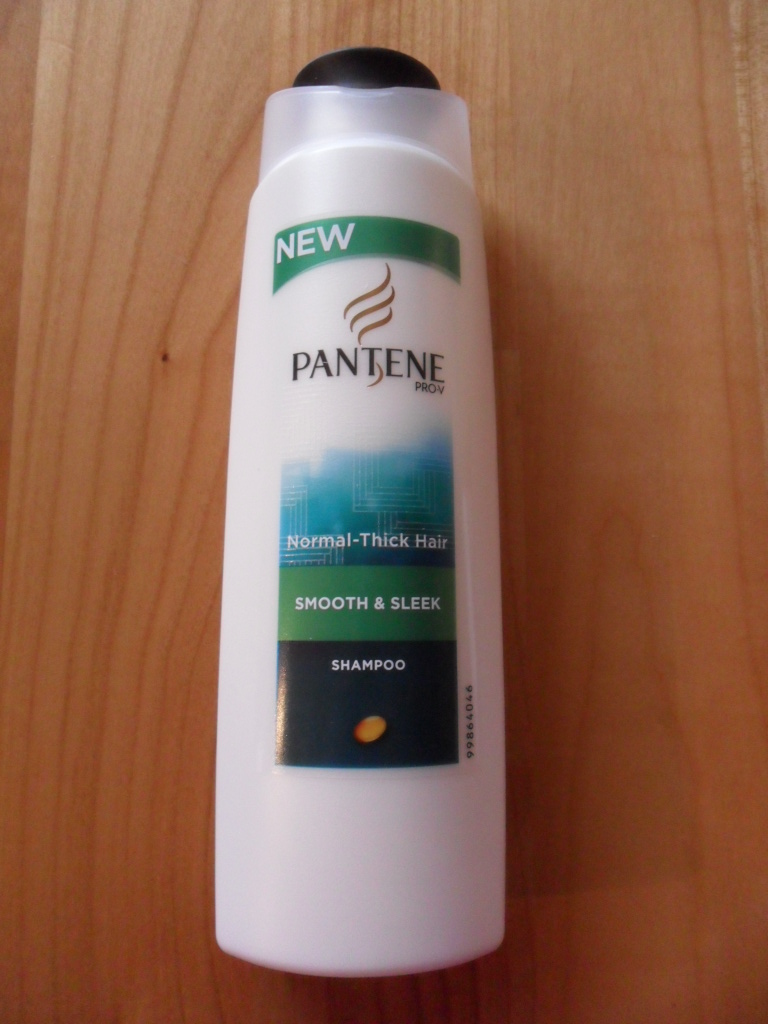 NEW
PANTENE
PRO-V
Normal-Thick Hair
SMOOTH & SLEEK
SHAMPOO
99864046